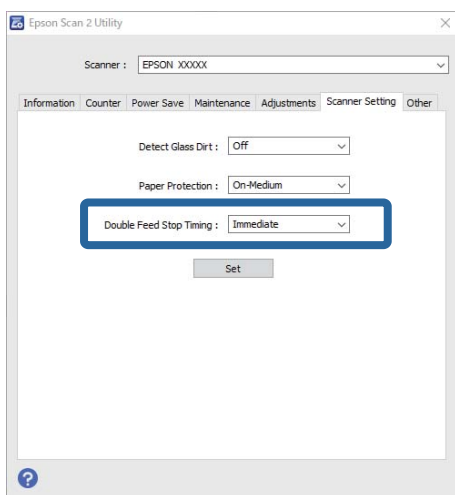 Epson Scan 2 Utility
Scanner : EPSON XXXXX
Information Counter Power Save Maintenance Adjustments Scanner Setting Other
Detect Glass Dirt : Off
Paper Protection : On-Medium
Double Feed Stop Timing : Immediate
Set
?